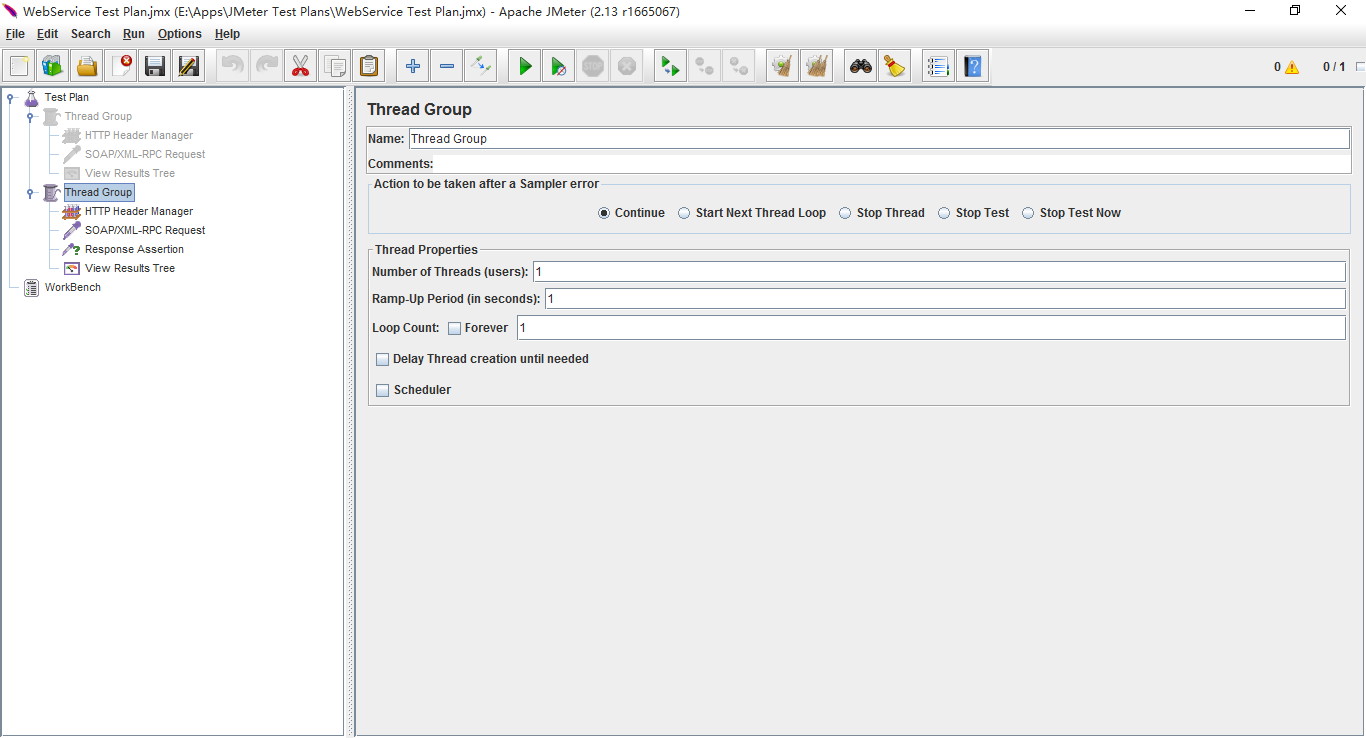 WebService Test Plan.jmx (E:\Apps\JMeter Test Plans\WebService Test Plan.jmx) - Apache JMeter (2.13 r1665067)
File Edit Search Run Options Help
STOP
0 0 / 1
Test Plan
Thread Group
HTTP Header Manager
SOAP/XML-RPC Request
View Results Tree
Thread Group
HTTP Header Manager
SOAP/XML-RPC Request
Response Assertion
View Results Tree
WorkBench
Thread Group
Name: Thread Group
Comments:
Action to be taken after a Sampler error
Continue Start Next Thread Loop Stop Thread Stop Test Stop Test Now
Thread Properties
Number of Threads (users): 1
Ramp-Up Period (in seconds): 1
Loop Count: Forever 1
Delay Thread creation until needed
Scheduler